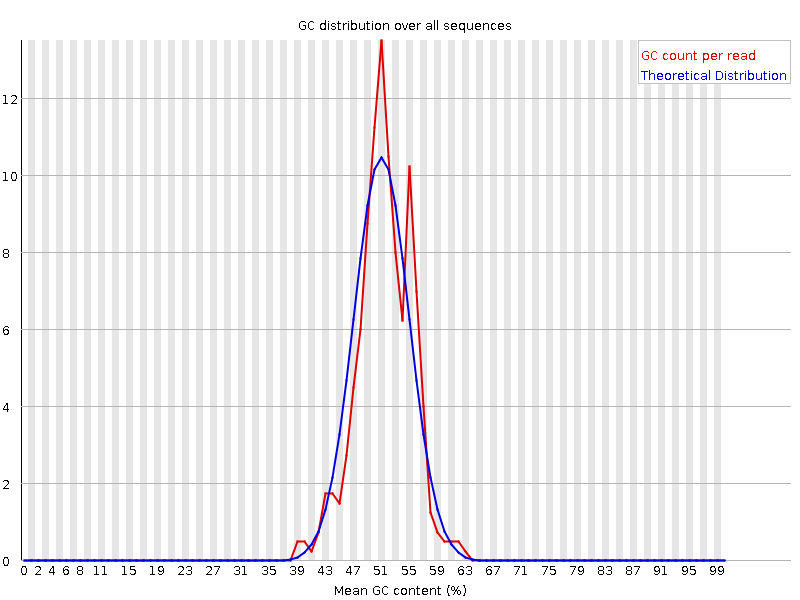 GC distribution over all sequences
GC count per read
Theoretical Distribution
12
10
8
6
4
2
0
0 2 4 6 8 11 15 19 23 27 31 35 39 43 47 51 55 59 63 67 71 75 79 83 87 91 95 99
Mean GC content (%)